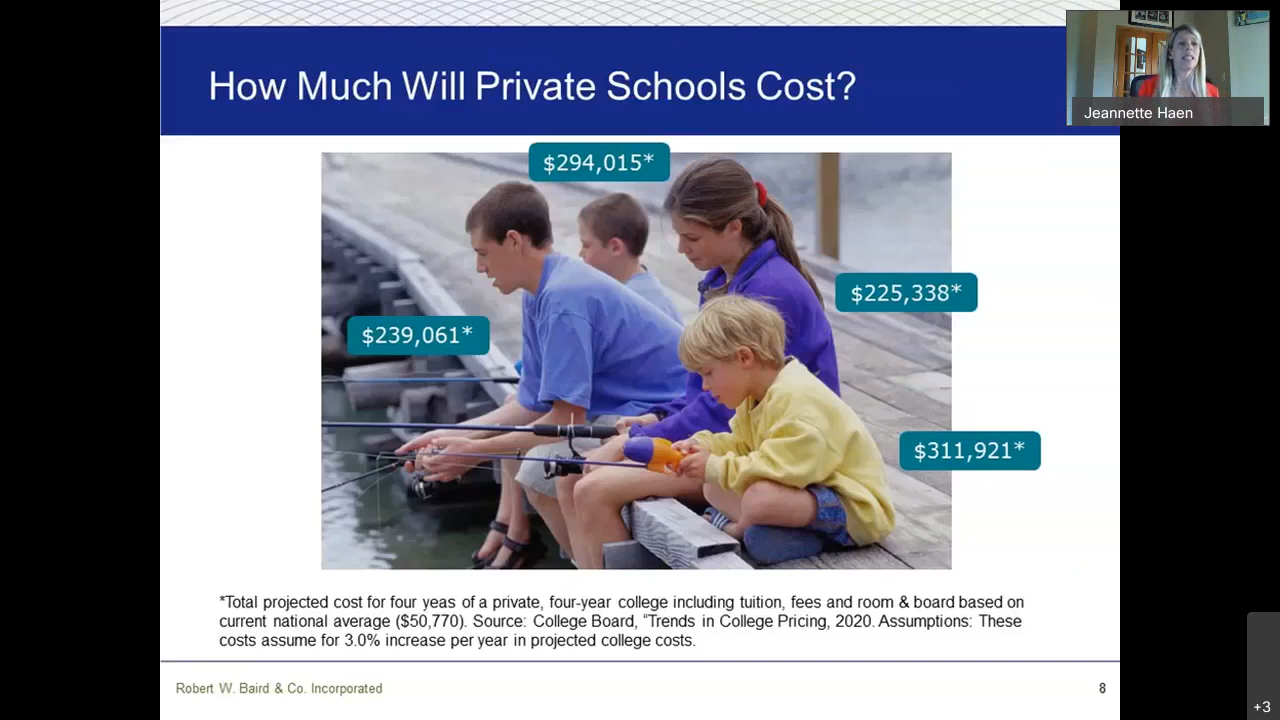 How Much Will Private Schools Cost?
Jeannette Haen
$294,015*
$225,338*
$239,061*
$311,921*
*Total projected cost for four yeas of a private, four-year college including tuition, fees and room & board based on
current national average ($50,770). Source: College Board, “Trends in College Pricing, 2020. Assumptions: These
costs assume for 3.0% increase per year in projected college costs.
Robert W. Baird & Co. Incorporated
8
+3